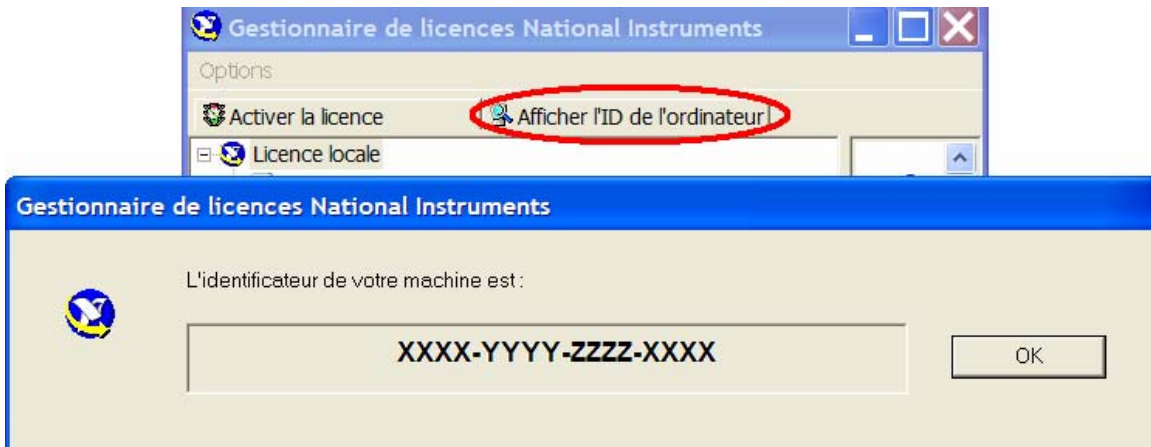 Gestionnaire de licences National Instruments
Options
Activer la licence Afficher l'ID de l'ordinateur
Licence locale
Gestionnaire de licences National Instruments
L'identificateur de votre machine est :
XXXX-YYYY-ZZZZ-XXXX
OK